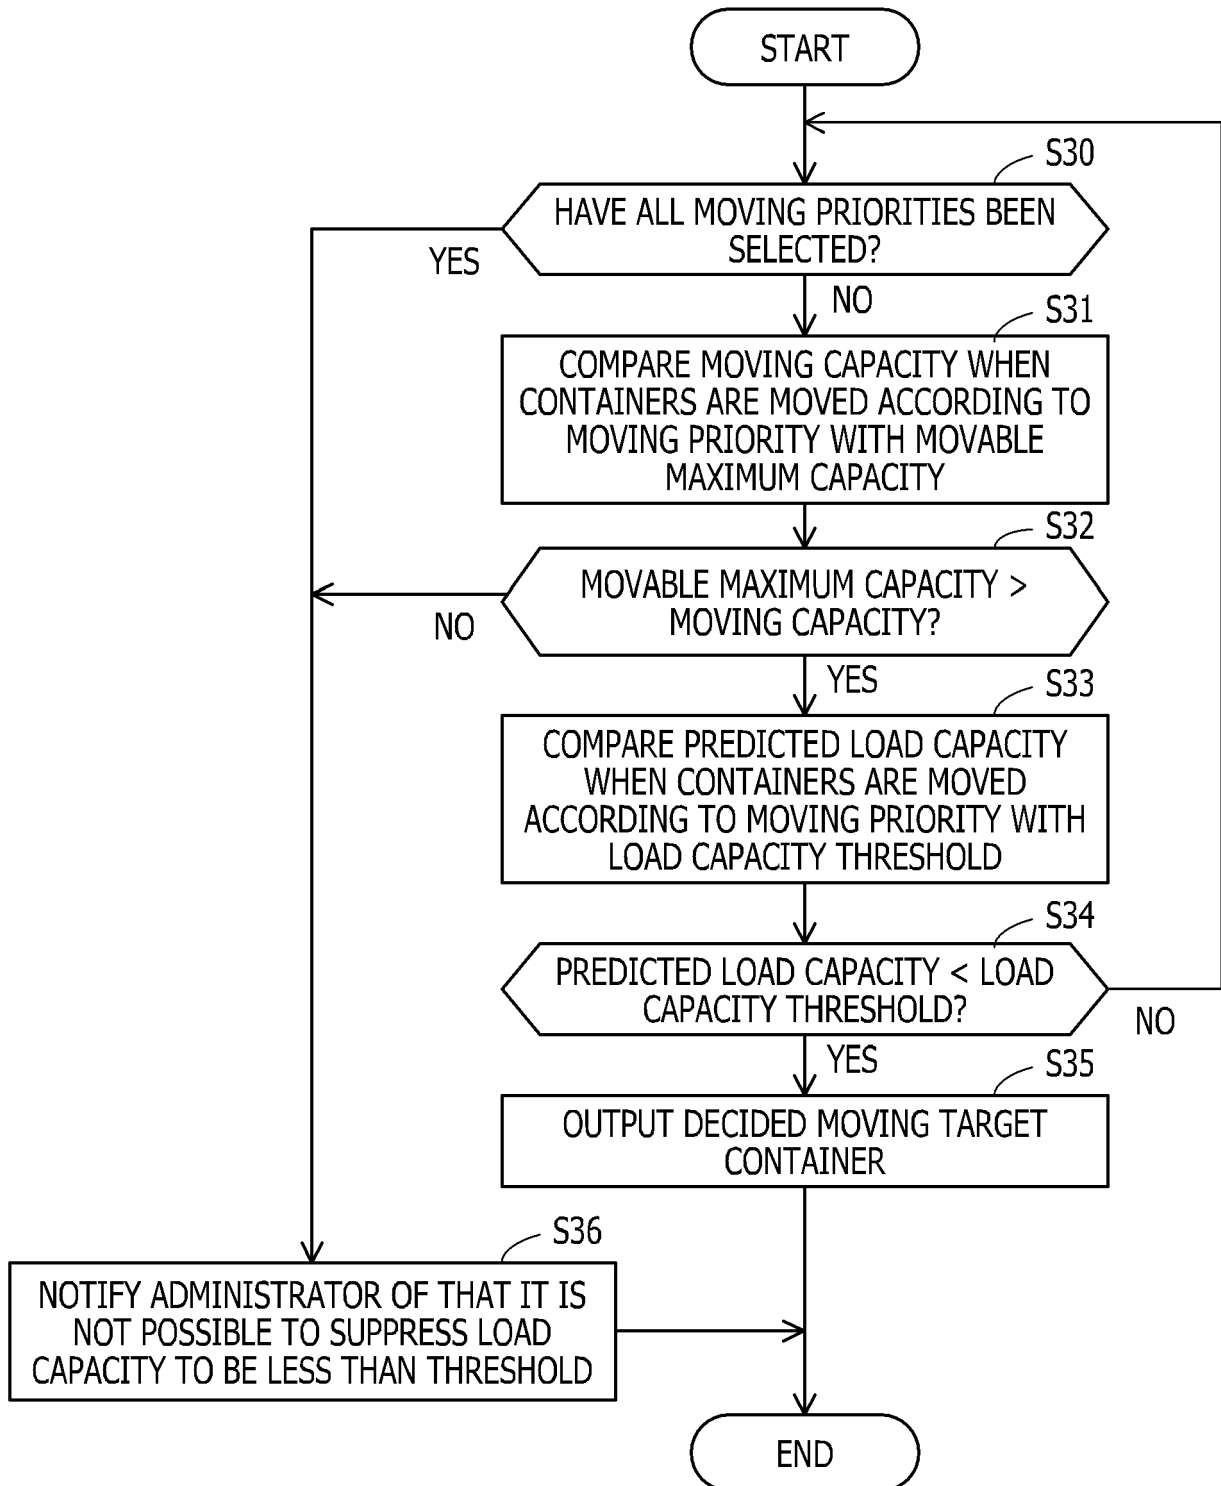 START
S30
HAVE ALL MOVING PRIORITIES BEEN
SELECTED?
YES
NO
S31
COMPARE MOVING CAPACITY WHEN
CONTAINERS ARE MOVED ACCORDING TO
MOVING PRIORITY WITH MOVABLE
MAXIMUM CAPACITY
S32
MOVABLE MAXIMUM CAPACITY >
MOVING CAPACITY?
NO
YES
S33
COMPARE PREDICTED LOAD CAPACITY
WHEN CONTAINERS ARE MOVED
ACCORDING TO MOVING PRIORITY WITH
LOAD CAPACITY THRESHOLD
S34
PREDICTED LOAD CAPACITY < LOAD
CAPACITY THRESHOLD?
NO
YES
S35
OUTPUT DECIDED MOVING TARGET
CONTAINER
S36
NOTIFY ADMINISTRATOR OF THAT IT IS
NOT POSSIBLE TO SUPPRESS LOAD
CAPACITY TO BE LESS THAN THRESHOLD
END